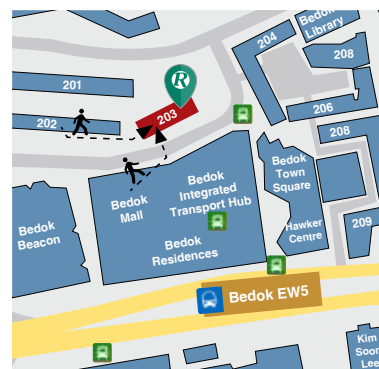 Bedok
Library
204
208
201
R
203
206
202
208
Bedok
Town
Square
Bedok
Integrated
Transport Hub
Bedok
Mall
Hawker
Centre
209
Bedok
Beacon
Bedok
Residences
Bedok EW5
Kim
Soon
Lee